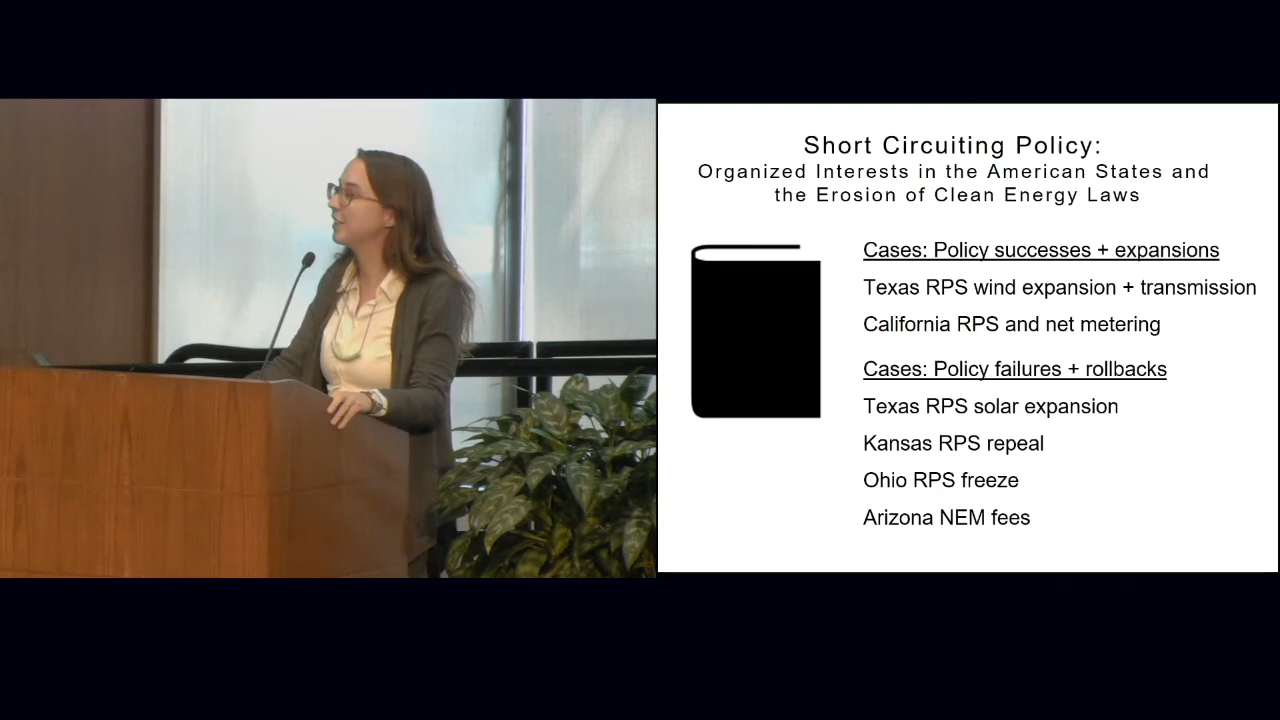 Short Circuiting Policy:
Organized Interests in the American States and
the Erosion of Clean Energy Laws
Cases: Policy successes + expansions
Texas RPS wind expansion + transmission
California RPS and net metering
Cases: Policy failures + rollbacks
Texas RPS solar expansion
Kansas RPS repeal
Ohio RPS freeze
Arizona NEM fees